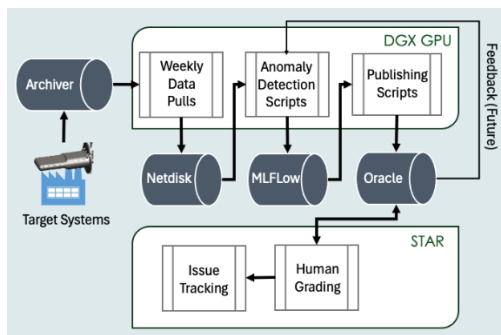 DGX GPU
Archiver
Weekly
Data
Pulls
Anomaly
Detection
Scripts
Publishing
Scripts
Feedback (Future)
Netdisk
MLFLow
Oracle
Target Systems
STAR
Issue
Tracking
Human
Grading